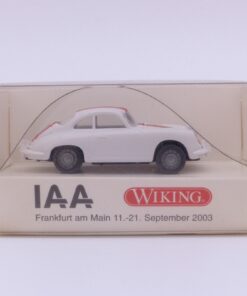 IAA WIKING
Frankfurt am Main 11.-21. September 2003